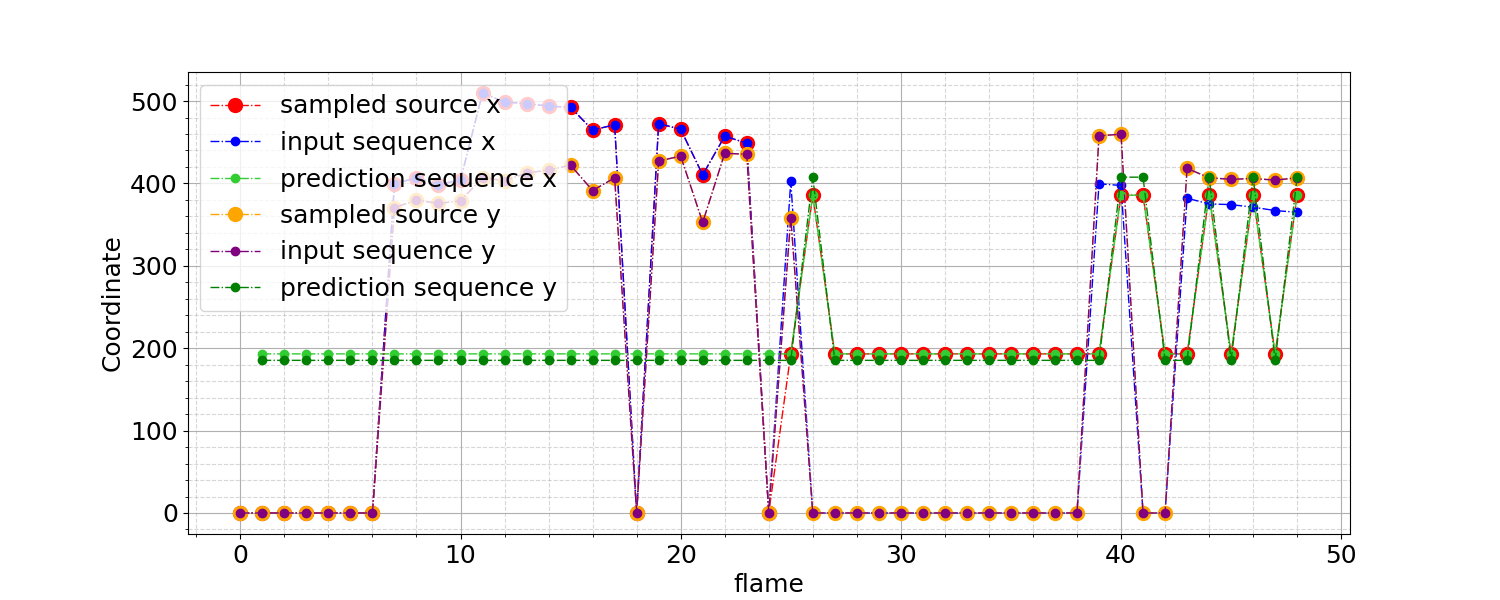 500
400
300
200
100
0
Coordinate
sampled source x
input sequence x
prediction sequence x
sampled source y
input sequence y
prediction sequence y
0 10 20 30 40 50
flame